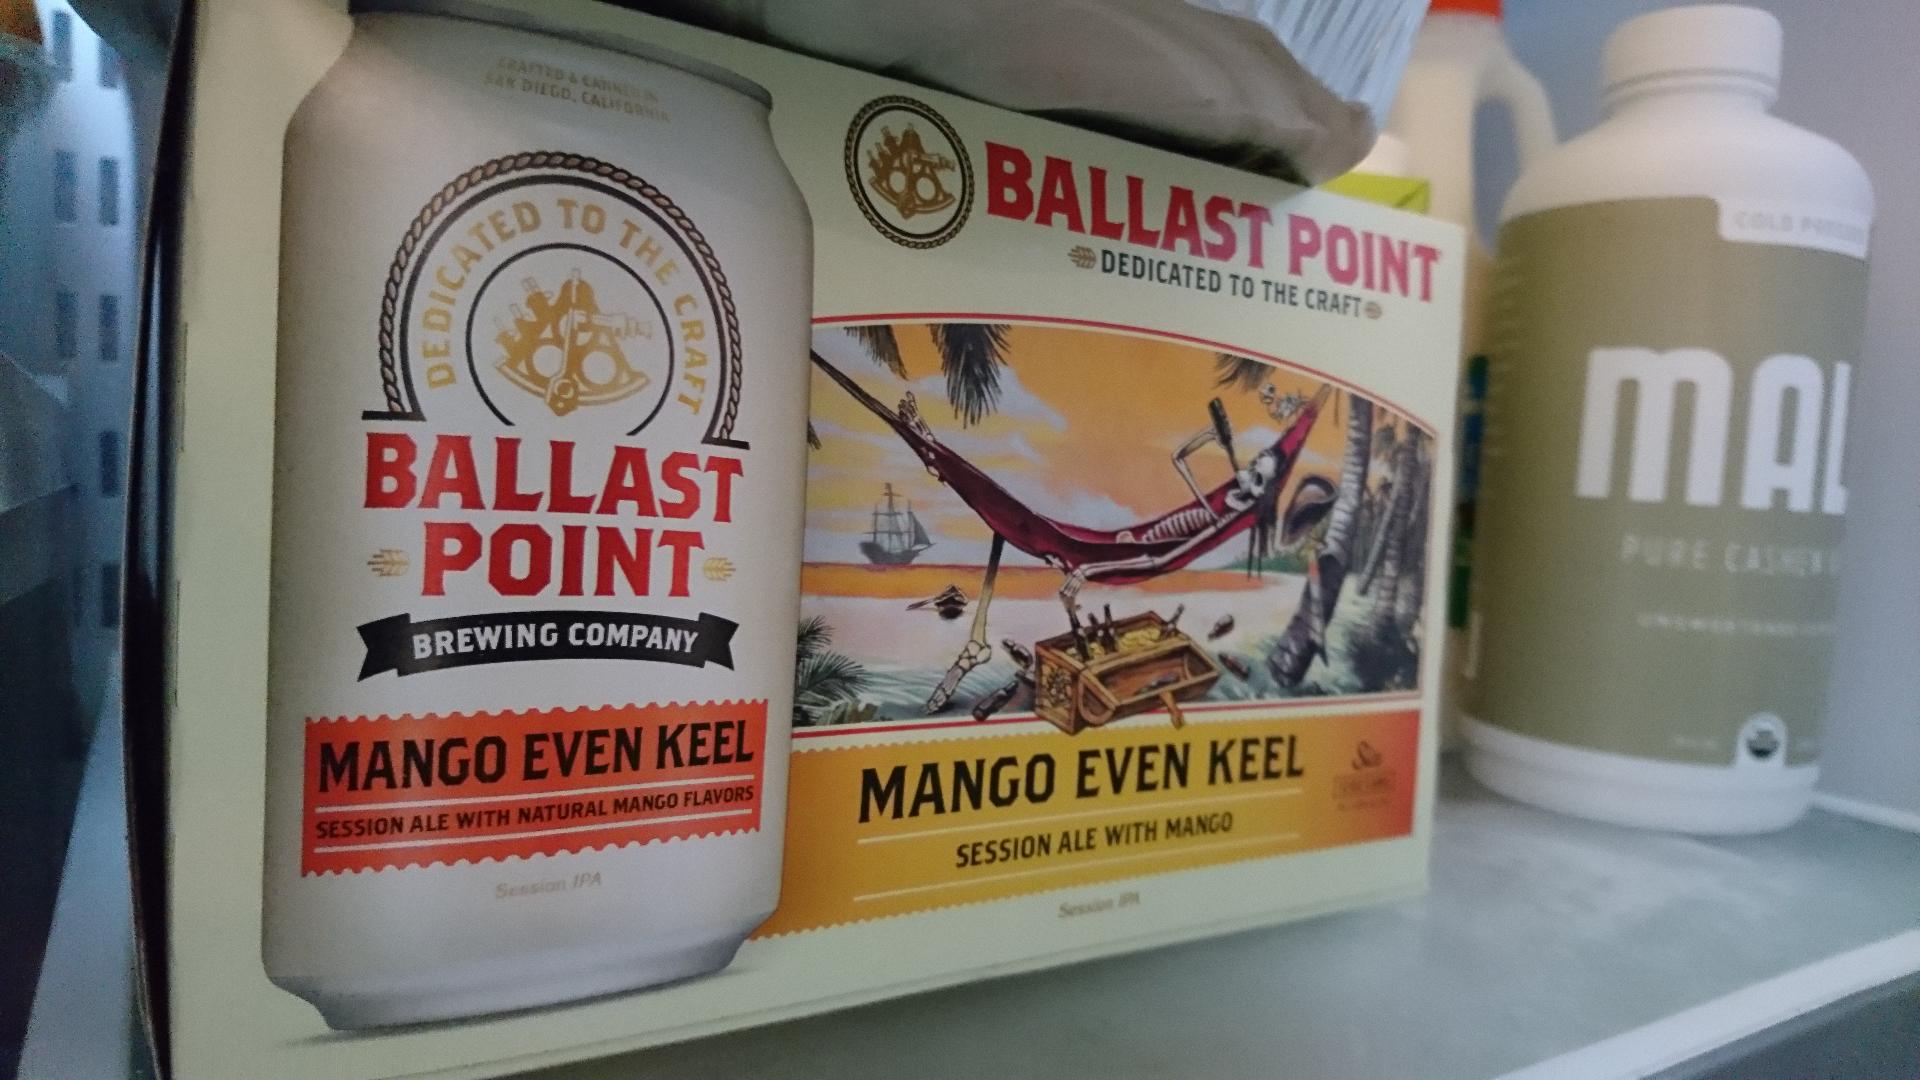 CRAFTED & CANNED IN
SAN DIEGO, CALIFORNIA
DEDICATED TO THE CRAFT
BALLAST
POINT
BREWING COMPANY
MANGO EVEN KEEL
SESSION ALE WITH NATURAL MANGO FLAVORS
Session IPA
BALLAST POINT
DEDICATED TO THE CRAFT
MANGO EVEN KEEL
SESSION ALE WITH MANGO
Session IPA
COLD PRESSED
MAL
PURE CASHEW
UNSWEETENED